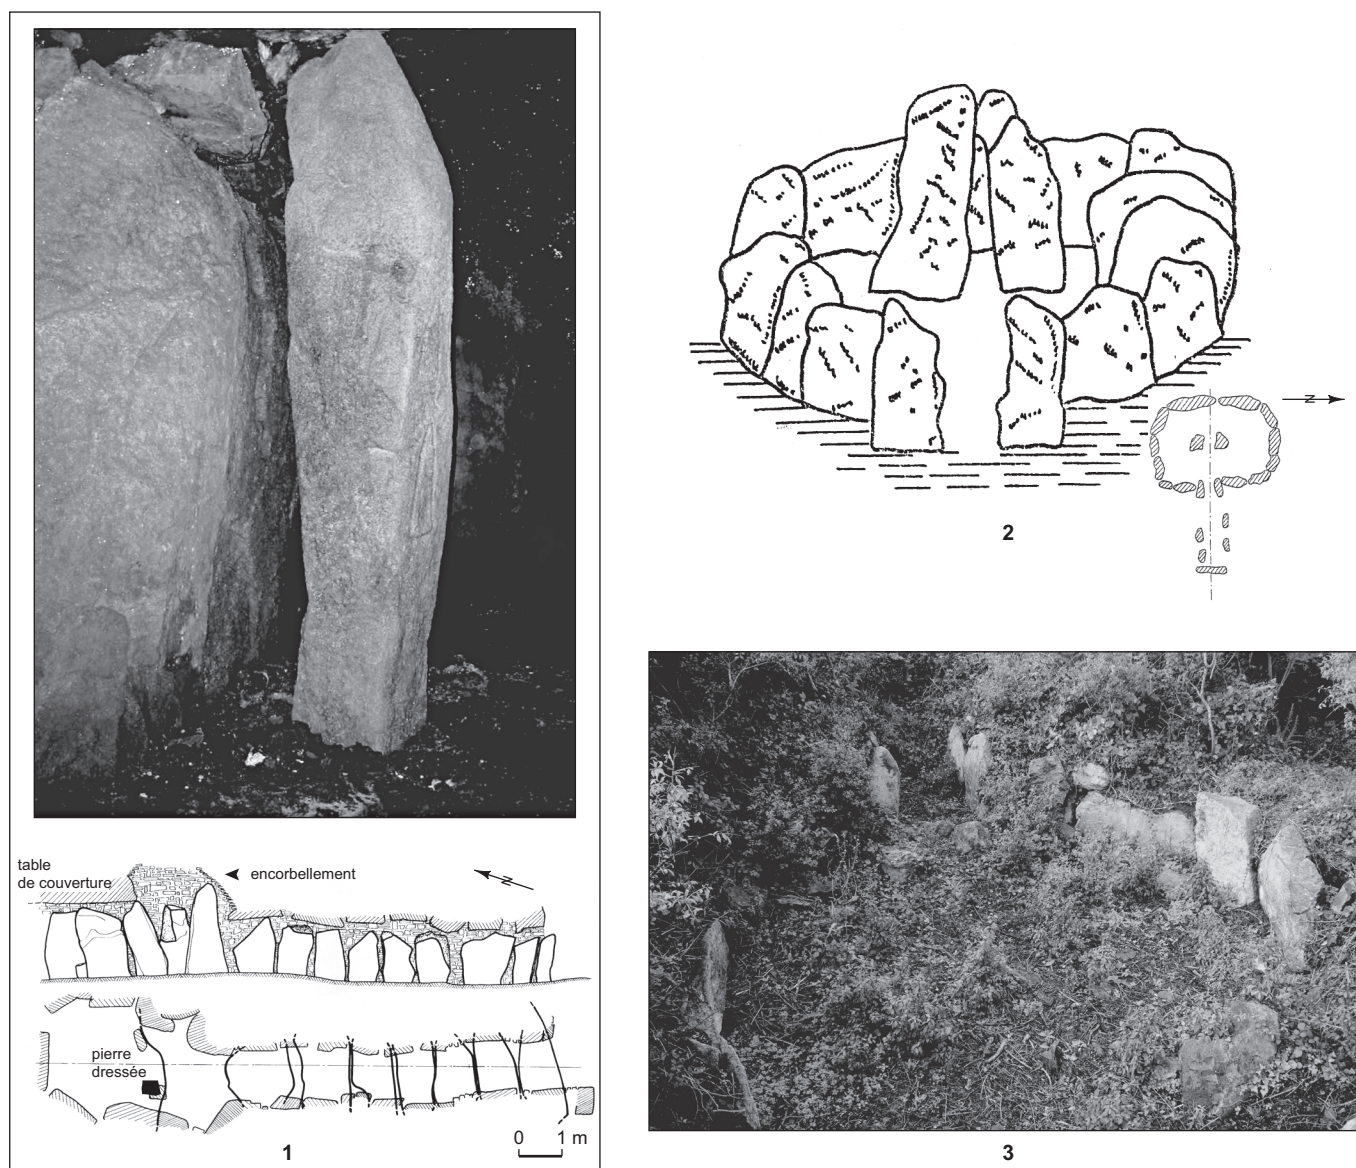 table
de couverture
encorbellement
N
pierre
dressée
0 1 m
1
N
2
3